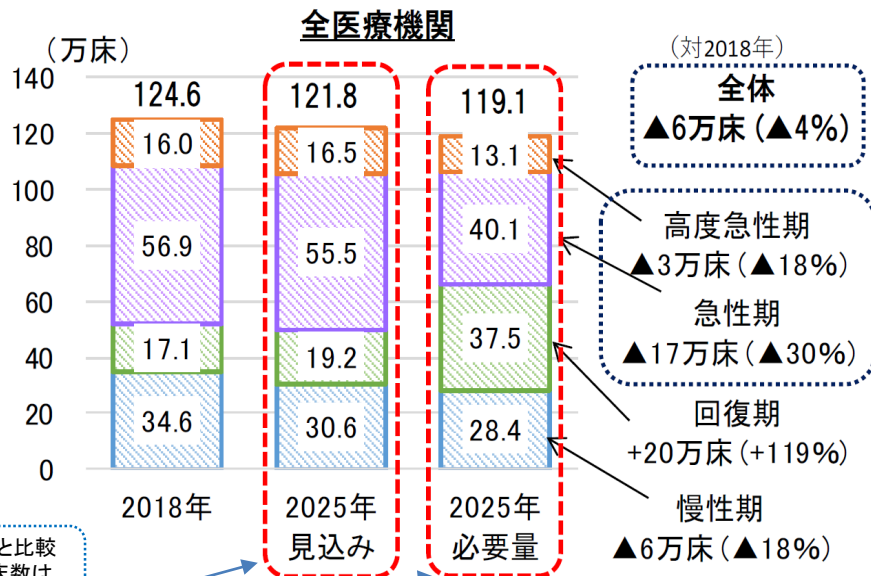 全医療機関
（万床）
（対2018年）
140
120
100
80
60
40
20
0
124.6
16.0
56.9
17.1
34.6
2018年
121.8
16.5
55.5
19.2
30.6
2025年
見込み
119.1
13.1
40.1
37.5
28.4
2025年
必要量
全体
▲6万床（▲4%）
高度急性期
▲3万床（▲18%）
急性期
▲17万床（▲30%）
回復期
+20万床（+119%）
慢性期
▲6万床（▲18%）
と比較
床数は